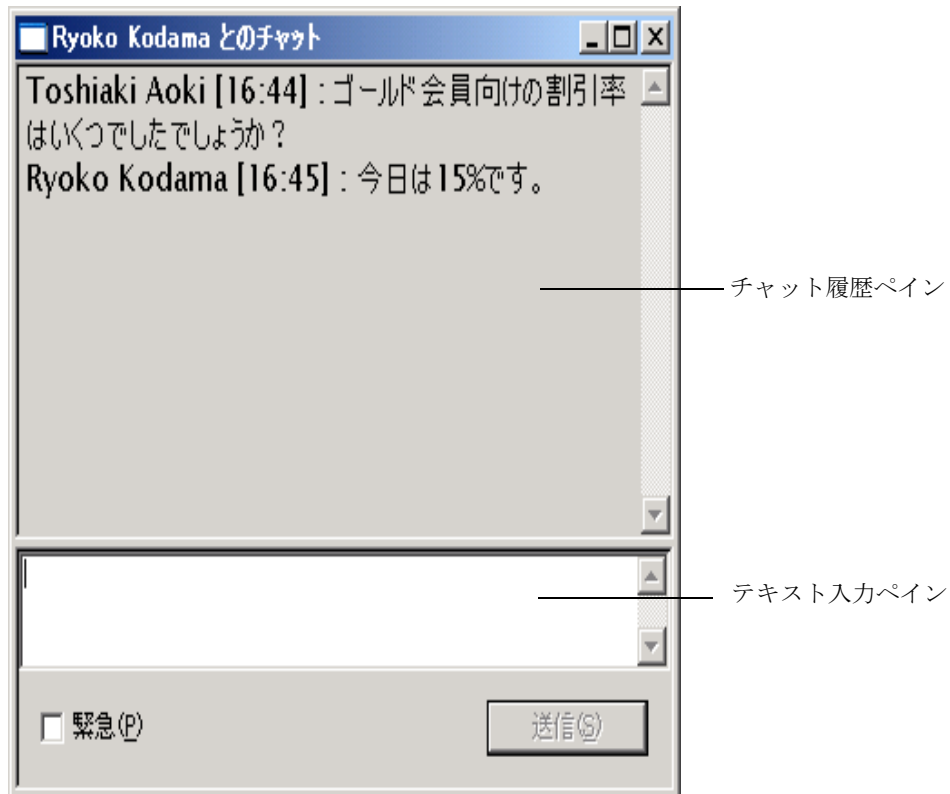 Ryoko Kodama とのチャット
Toshiaki Aoki [16:44] : ゴールド会員向けの割引率
はいくつでしたでしょうか？
Ryoko Kodama [16:45] : 今日は15%です。
チャット履歴ペイン
テキスト入力ペイン
緊急(P)
送信(S)